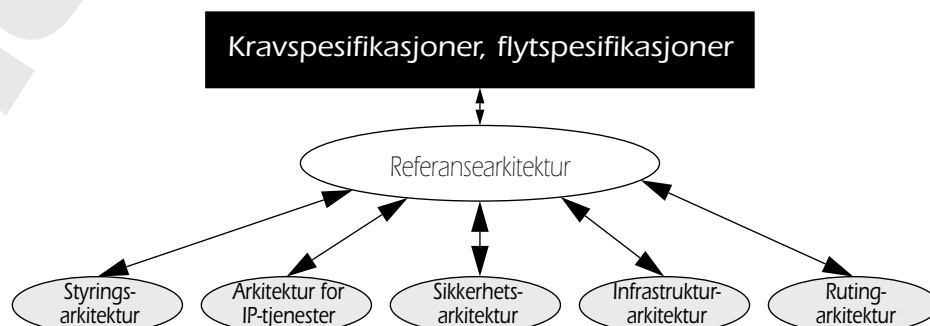 Kravspesifikasjoner, flytspesifikasjoner
Referansearkitektur
Styrings-
arkitektur
Arkitektur for
IP-tjenester
Sikkerhets-
arkitektur
Infrastruktur-
arkitektur
Ruting-
arkitektur